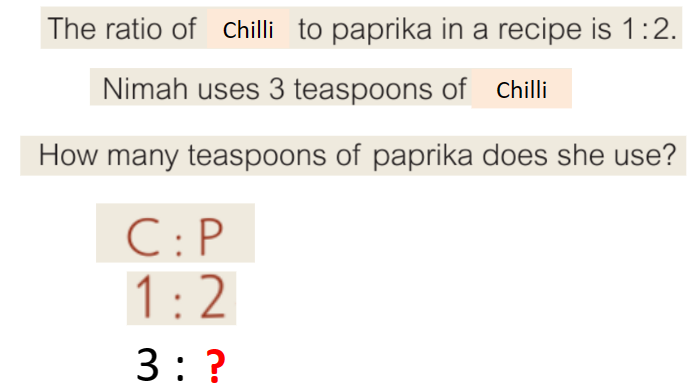 The ratio of Chilli to paprika in a recipe is 1:2.
Nimah uses 3 teaspoons of Chilli
How many teaspoons of paprika does she use?
C : P
1 : 2
3 : ?